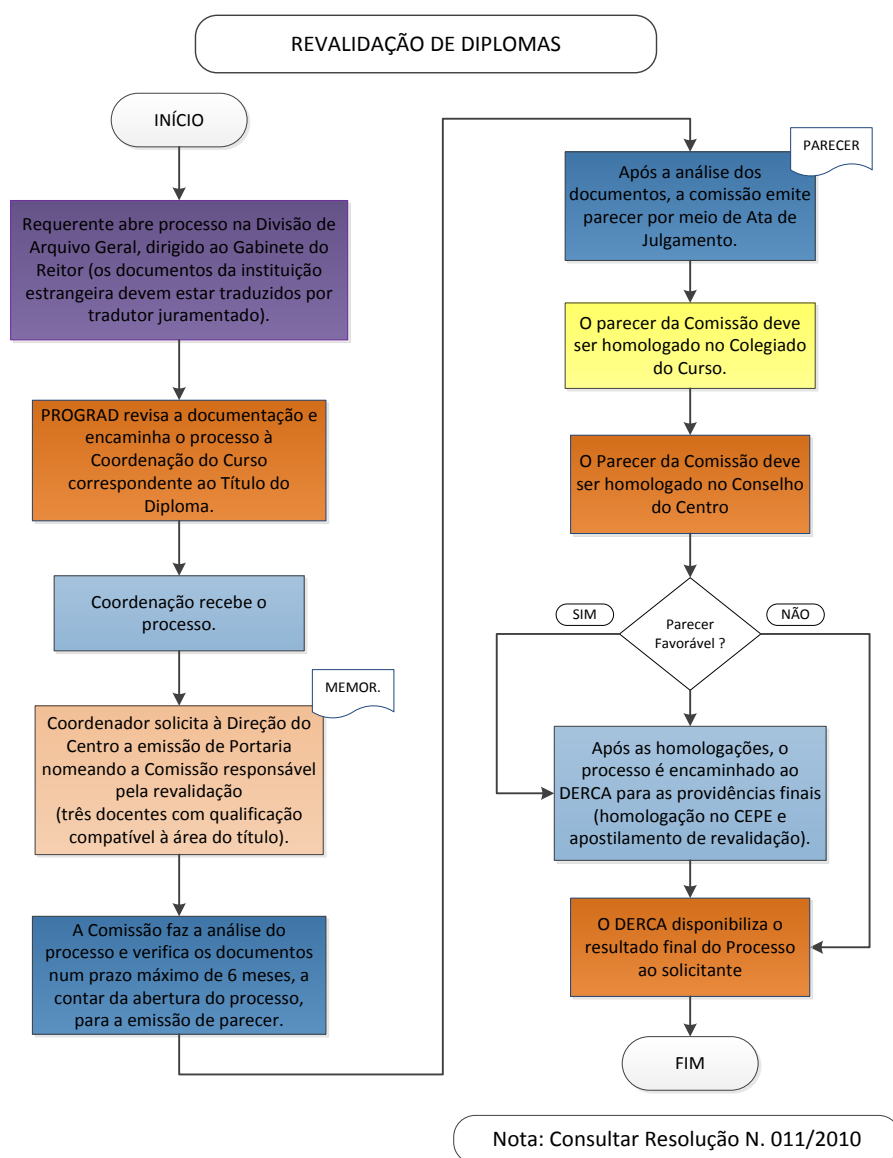 REVALIDAÇÃO DE DIPLOMAS
INÍCIO
Requerente abre processo na Divisão de
Arquivo Geral, dirigido ao Gabinete do
Reitor (os documentos da instituição
estrangeira devem estar traduzidos por
tradutor juramentado).
PROGRAD revisa a documentação e
encaminha o processo à
Coordenação do Curso
correspondente ao Título do
Diploma.
Coordenação recebe o
processo.
MEMOR.
Coordenador solicita à Direção do
Centro a emissão de Portaria
nomeando a Comissão responsável
pela revalidação
(três docentes com qualificação
compatível à área do título).
A Comissão faz a análise do
processo e verifica os documentos
num prazo máximo de 6 meses, a
contar da abertura do processo,
para a emissão de parecer.
PARECER
Após a análise dos
documentos, a comissão emite
parecer por meio de Ata de
Julgamento.
O parecer da Comissão deve
ser homologado no Colegiado
do Curso.
O Parecer da Comissão deve
ser homologado no Conselho
do Centro
SIM
NÃO
Parecer
Favorável ?
Após as homologações, o
processo é encaminhado ao
DERCA para as providências finais
(homologação no CEPE e
apostilamento de revalidação).
O DERCA disponibiliza o
resultado final do Processo
ao solicitante
FIM
Nota: Consultar Resolução N. 011/2010